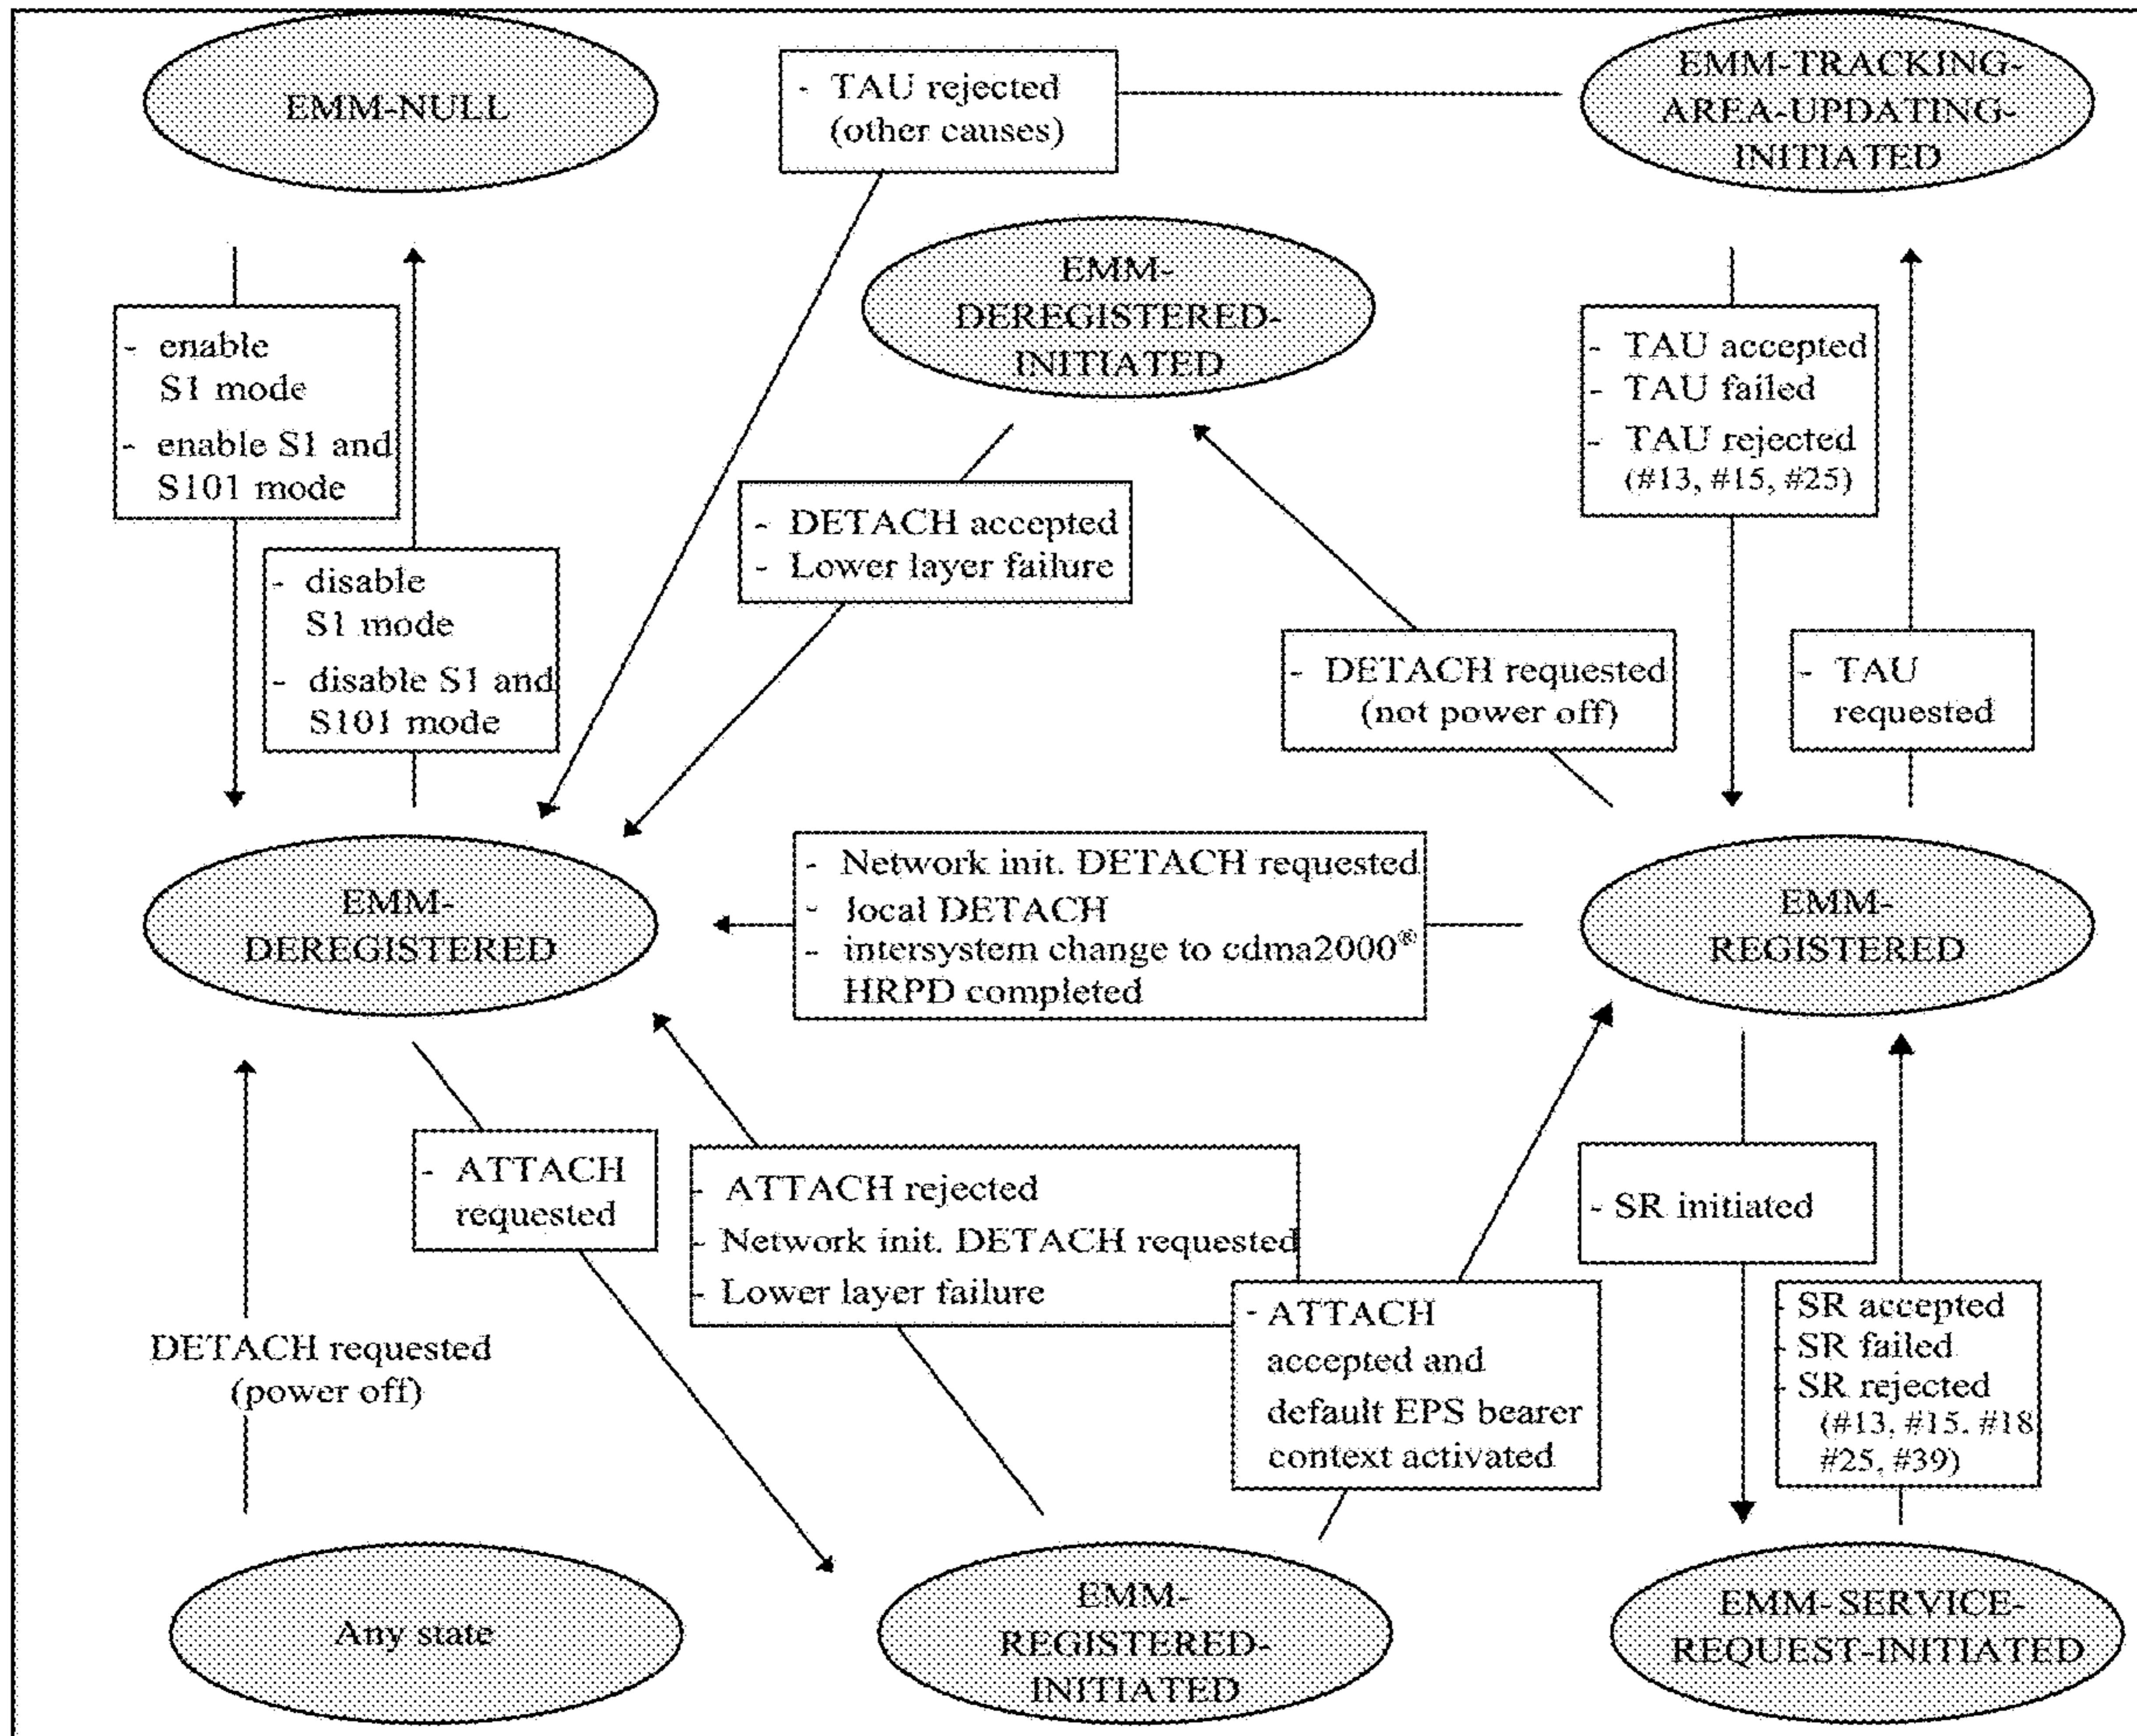 EMM-NULL
- TAU rejected
(other causes)
EMM-TRACKING-
AREA-UPDATING-
INITIATED
EMM-
DEREGISTERED-
INITIATED
- enable
S1 mode
- enable S1 and
S101 mode
- TAU accepted
- TAU failed
- TAU rejected
(#13, #15, #25)
- DETACH accepted
- Lower layer failure
- disable
S1 mode
- disable S1 and
S101 mode
- DETACH requested
(not power off)
- TAU
requested
EMM-
DEREGISTERED
- Network init. DETACH requested
- local DETACH
- intersystem change to cdma2000®
HRPD completed
EMM-
REGISTERED
- ATTACH
requested
- ATTACH rejected
- Network init. DETACH requested
- Lower layer failure
- SR initiated
DETACH requested
(power off)
- ATTACH
accepted and
default EPS bearer
context activated
- SR accepted
- SR failed
- SR rejected
(#13, #15. #18
#25, #39)
Any state
EMM-
REGISTERED-
INITIATED
EMM- SERVICE-
REQUEST-INITIATED